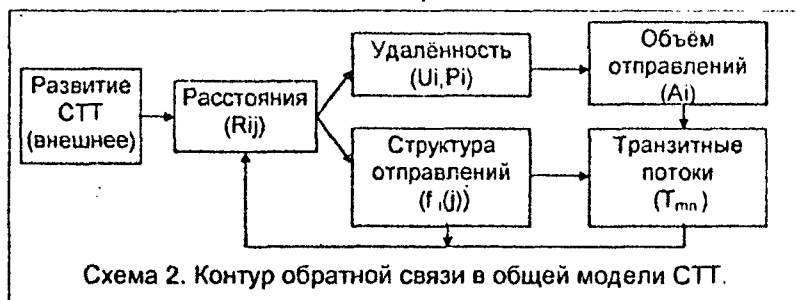 Развитие
СТТ
(внешнее)
Расстояния
(Rij)
Удалённость
(Ui,Pi)
Объём
отправлений
(Ai)
Структура
отправлений
(f i(j))
Транзитные
потоки
(Tmn)
Схема 2. Контур обратной связи в общей модели СТТ.